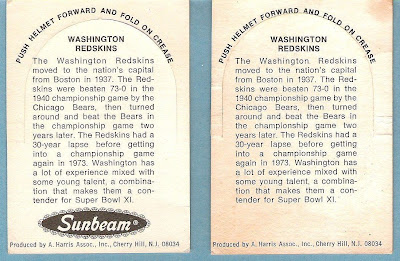 PUSH HELMET FORWARD AND FOLD ON CREASE
WASHINGTON
REDSKINS
The Washington Redskins
moved to the nation's capital
from Boston in 1937. The Red-
skins were beaten 73-0 in the
1940 championship game by the
Chicago Bears, then turned
around and beat the Bears in
the championship game two
years later. The Redskins had a
30-year lapse before getting
into a championship game
again in 1973. Washington has
a lot of experience mixed with
some young talent, a combina-
tion that makes them a con-
tender for Super Bowl XI.
Sunbeam®
Produced by A. Harris Assoc., Inc., Cherry Hill, N.J. 08034
PUSH HELMET FORWARD AND FOLD ON CREASE
WASHINGTON
REDSKINS
The Washington Redskins
moved to the nation's capital
from Boston in 1937. The Red-
skins were beaten 73-0 in the
1940 championship game by the
Chicago Bears, then turned
around and beat the Bears in
the championship game two
years later. The Redskins had a
30-year lapse before getting
into a championship game
again in 1973. Washington has
a lot of experience mixed with
some young talent, a combina-
tion that makes them a con-
tender for Super Bowl XI.
Produced by A. Harris Assoc., Inc., Cherry Hill, N.J. 08034